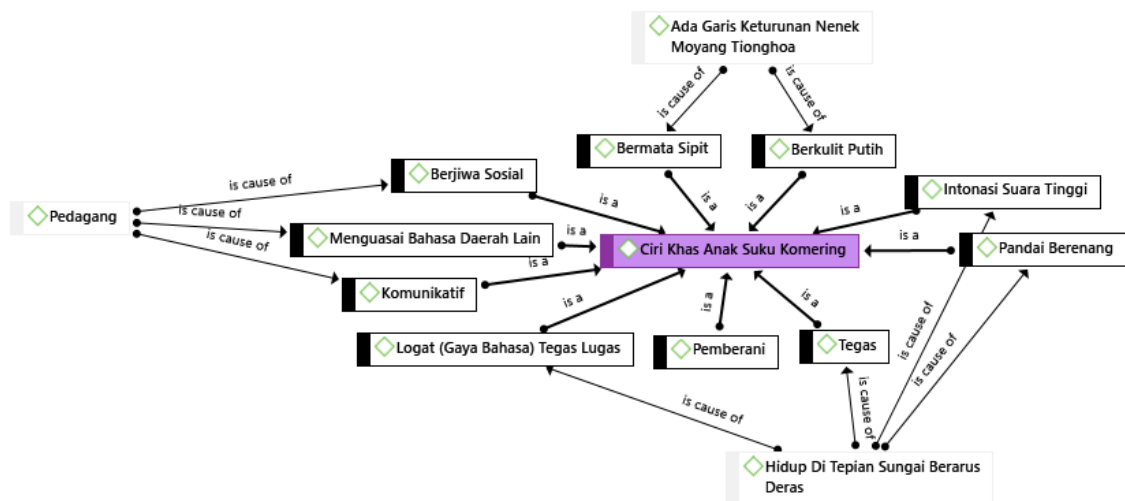 Ada Garis Keturunan Nenek
Moyang Tionghoa
is cause of
is cause of
Bermata Sipit
Berkulit Putih
Berjiwa Sosial
Intonasi Suara Tinggi
is cause of
is a
is a
is a
is a
Pedagang
is cause of
Menguasai Bahasa Daerah Lain
is a
Ciri Khas Anak Suku Komering
is a
Pandai Berenang
is cause of
is a
Komunikatif
is a
is a
is a
Logat (Gaya Bahasa) Tegas Lugas
Pemberani
Tegas
is cause of
is cause of
is cause of
is cause of
Hidup Di Tepian Sungai Berarus
Deras